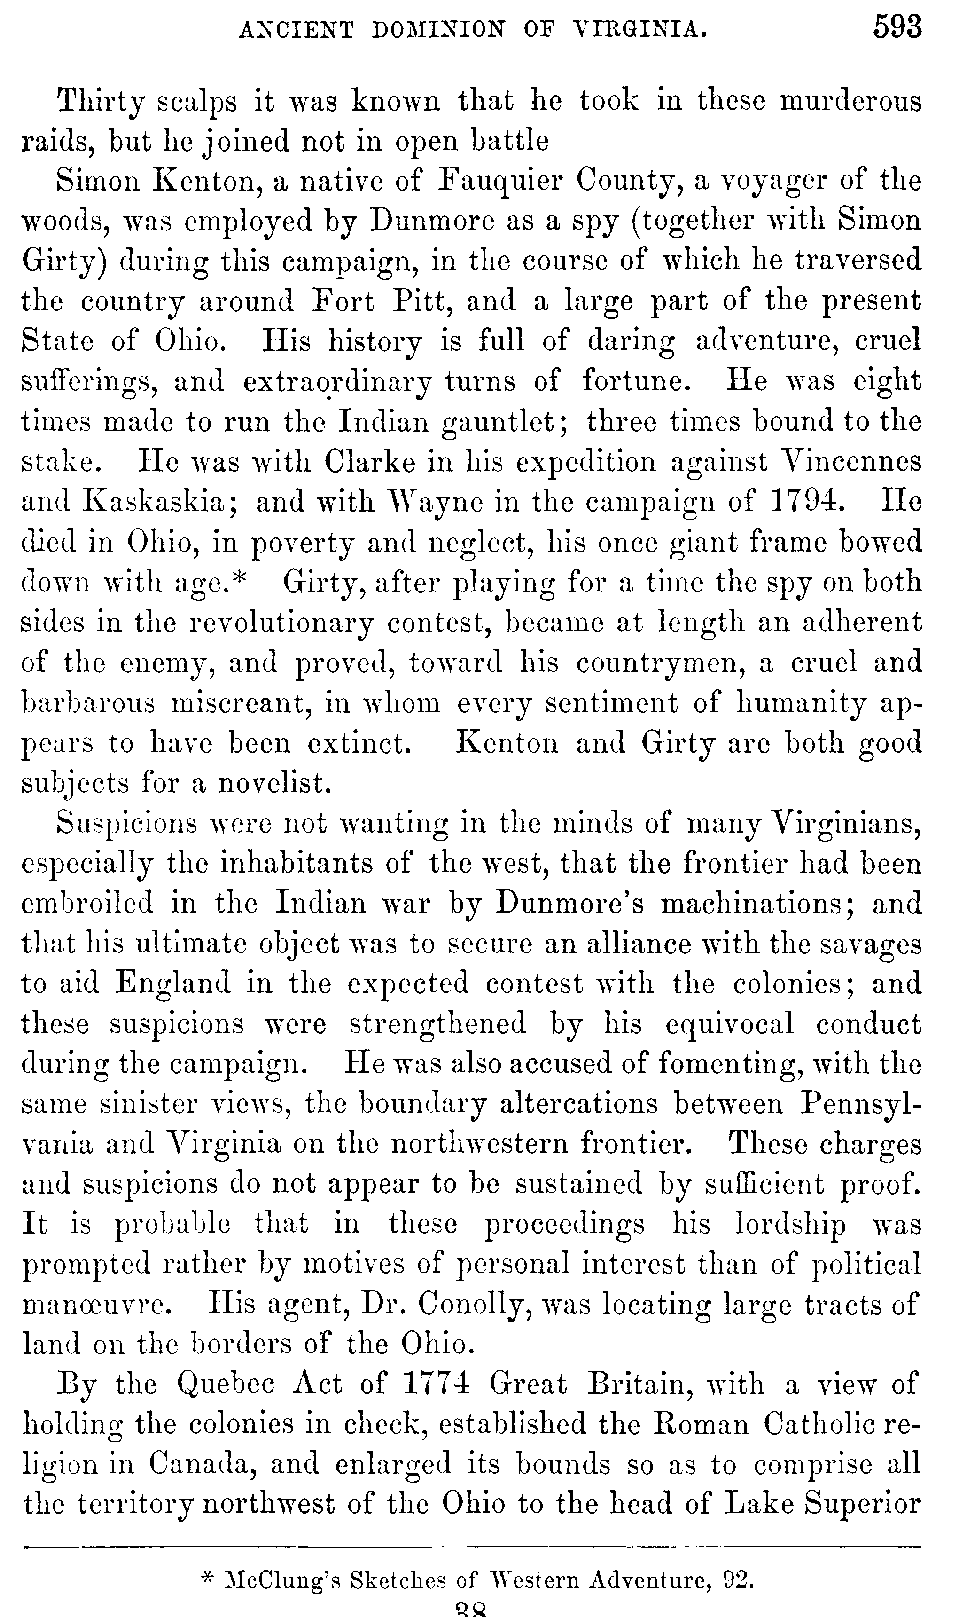 ANCIENT DOMINION OF VIRGINIA. 593
Thirty scalps it was known that he took in these murderous
raids, but he joined not in open battle
Simon Kenton, a native of Fauquier County, a voyager of the
woods, was employed by Dunmore as a spy (together with Simon
Girty) during this campaign, in the course of which he traversed
the country around Fort Pitt, and a large part of the present
State of Ohio. His history is full of daring adventure, cruel
sufferings, and extraordinary turns of fortune. He was eight
times made to run the Indian gauntlet; three times bound to the
stake. He was with Clarke in his expedition against Vincennes
and Kaskaskia; and with Wayne in the campaign of 1794. He
died in Ohio, in poverty and neglect, his once giant frame bowed
down with age.* Girty, after playing for a time the spy on both
sides in the revolutionary contest, became at length an adherent
of the enemy, and proved, toward his countrymen, a cruel and
barbarous miscreant, in whom every sentiment of humanity ap-
pears to have been extinct. Kenton and Girty are both good
subjects for a novelist.
Suspicions were not wanting in the minds of many Virginians,
especially the inhabitants of the west, that the frontier had been
embroiled in the Indian war by Dunmore's machinations; and
that his ultimate object was to secure an alliance with the savages
to aid England in the expected contest with the colonies; and
these suspicions were strengthened by his equivocal conduct
during the campaign. He was also accused of fomenting, with the
same sinister views, the boundary altercations between Pennsyl-
vania and Virginia on the northwestern frontier. These charges
and suspicions do not appear to be sustained by sufficient proof.
It is probable that in these proceedings his lordship was
prompted rather by motives of personal interest than of political
manœuvre. His agent, Dr. Conolly, was locating large tracts of
land on the borders of the Ohio.
By the Quebec Act of 1774 Great Britain, with a view of
holding the colonies in check, established the Roman Catholic re-
ligion in Canada, and enlarged its bounds so as to comprise all
the territory northwest of the Ohio to the head of Lake Superior
* McClung's Sketches of Western Adventure, 92.
38